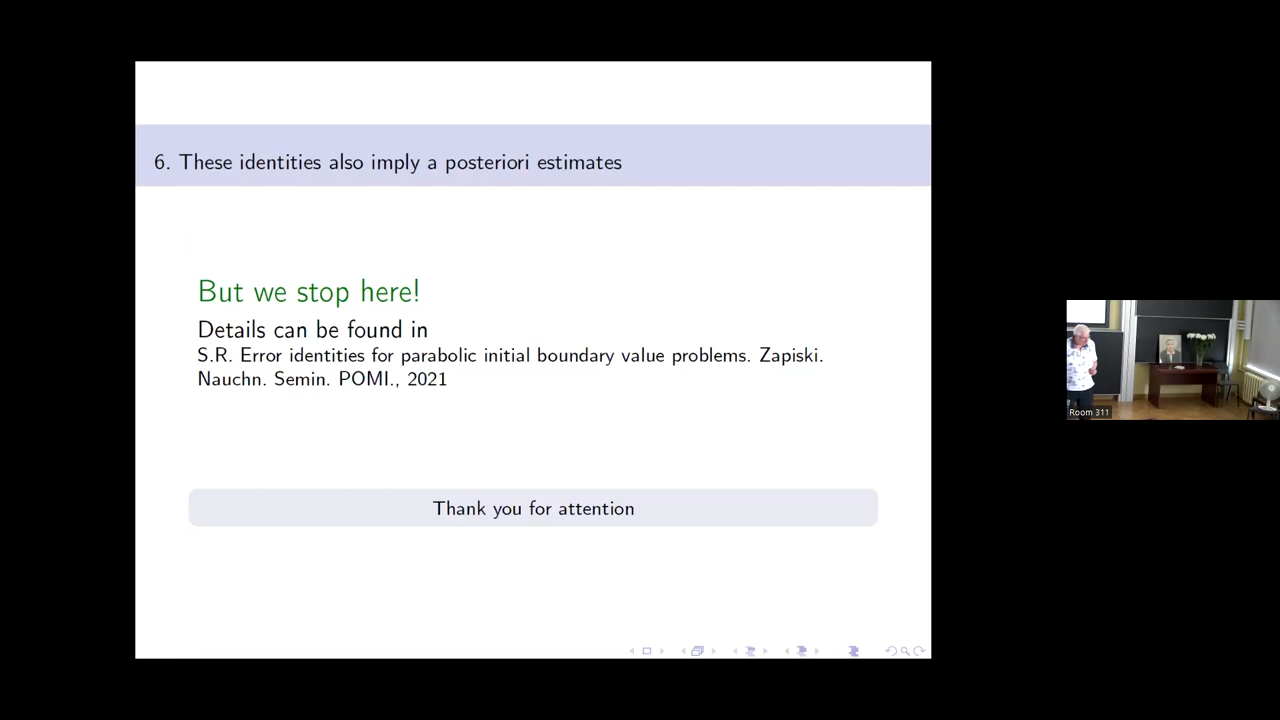 6. These identities also imply a posteriori estimates
But we stop here!
Details can be found in
S.R. Error identities for parabolic initial boundary value problems. Zapiski.
Nauchn. Semin. POMI., 2021
Thank you for attention
Room 311